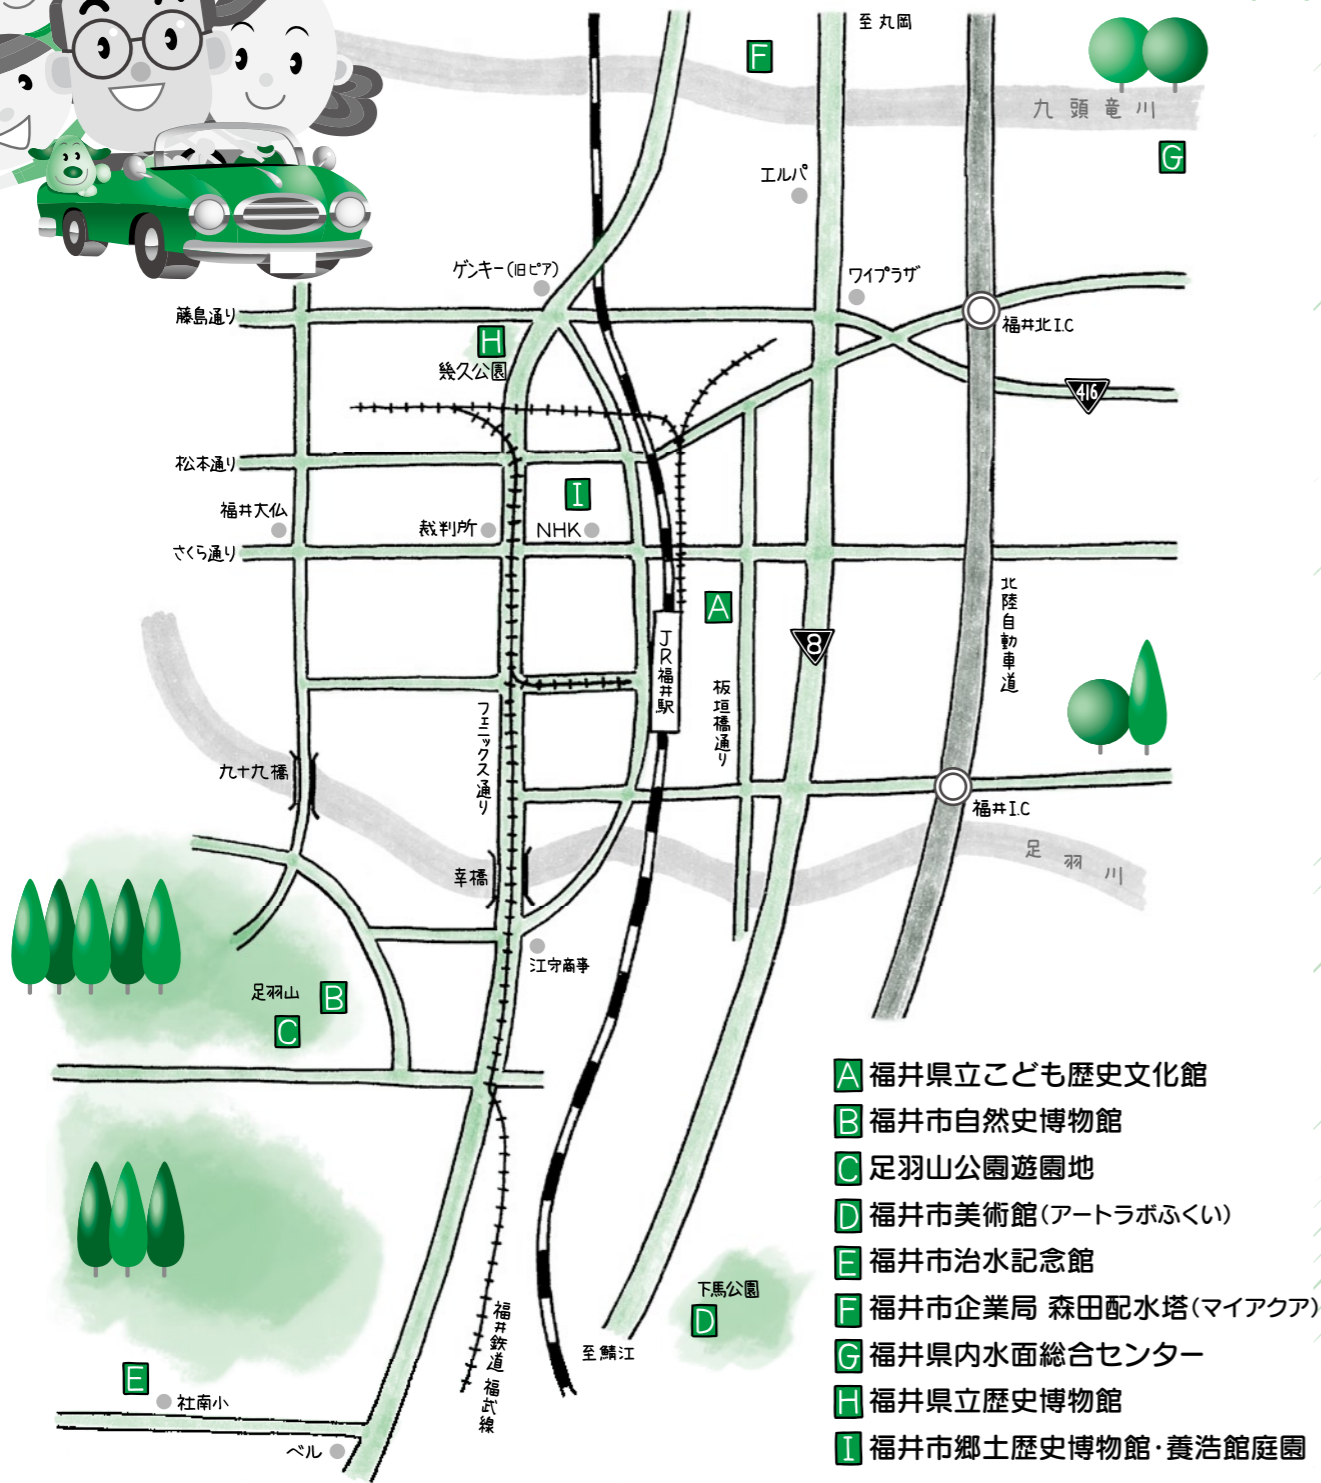 至 丸岡
F
九頭竜川
G
エルパ
ゲンキー(旧ピア)
ワイプラザ
藤島通り
福井北I.C
H
幾久公園
416
松本通り
I
福井大仏
裁判所
NHK
さくら通り
A
北陸自動車道
JR福井駅
8
板垣橋通り
フェニックス通り
九十九橋
福井I.C
足羽川
幸橋
江守商事
足羽山
B
C
下馬公園
D
福井鉄道 福武線
至鯖江
E
社南小
ベル
A 福井県立こども歴史文化館
B 福井市自然史博物館
C 足羽山公園遊園地
D 福井市美術館(アートラボふくい)
E 福井市治水記念館
F 福井市企業局 森田配水塔(マイアクア)
G 福井県内水面総合センター
H 福井県立歴史博物館
I 福井市郷土歴史博物館・養浩館庭園